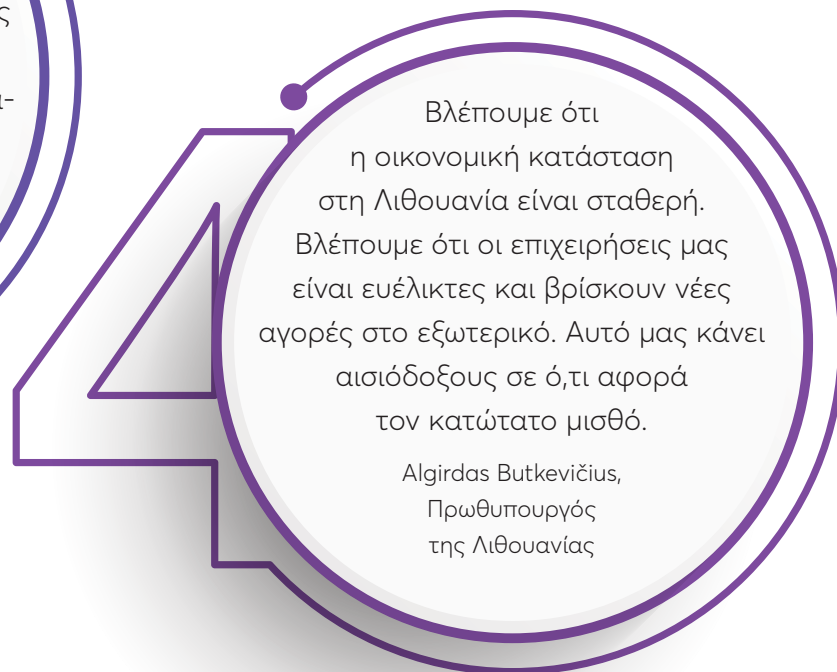 4
Βλέπουμε ότι
η οικονομική κατάσταση
στη Λιθουανία είναι σταθερή.
Βλέπουμε ότι οι επιχειρήσεις μας
είναι ευέλικτες και βρίσκουν νέες
αγορές στο εξωτερικό. Αυτό μας κάνει
αισιόδοξους σε ό,τι αφορά
τον κατώτατο μισθό.
Algirdas Butkevičius,
Πρωθυπουργός
της Λιθουανίας